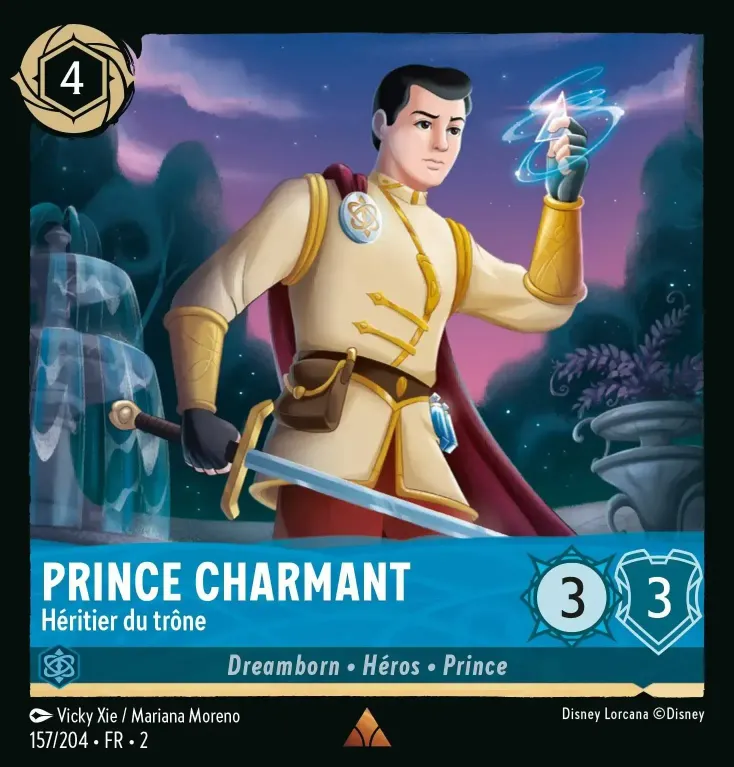 4
PRINCE CHARMANT
Héritier du trône
3
3
Dreamborn • Héros • Prince
Vicky Xie / Mariana Moreno
Disney Lorcana ©Disney
157/204 • FR • 2